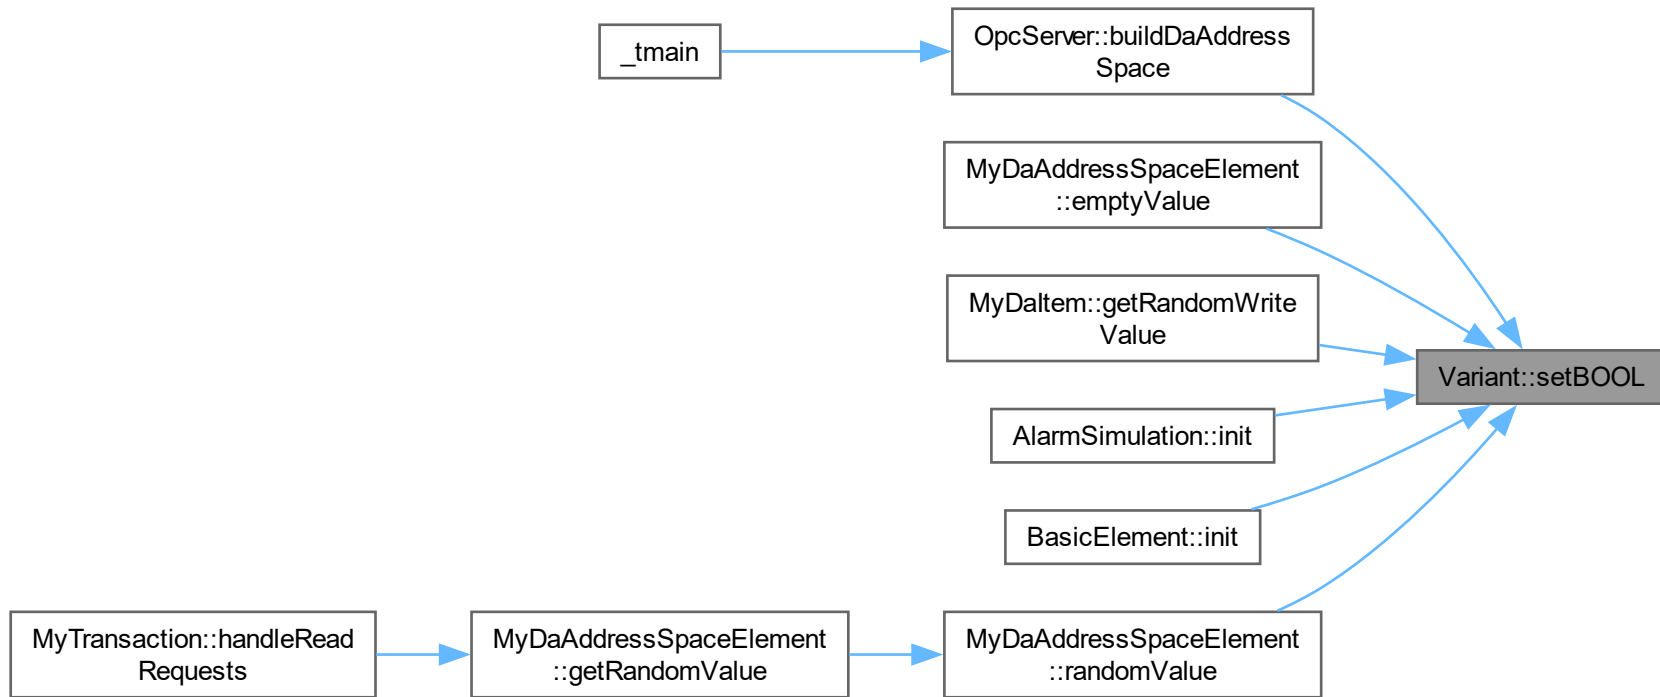 _tmain
OpcServer::buildDaAddress
Space
MyDaAddressSpaceElement
::emptyValue
MyDaItem::getRandomWrite
Value
Variant::setBOOL
AlarmSimulation::init
BasicElement::init
MyTransaction::handleRead
Requests
MyDaAddressSpaceElement
::getRandomValue
MyDaAddressSpaceElement
::randomValue